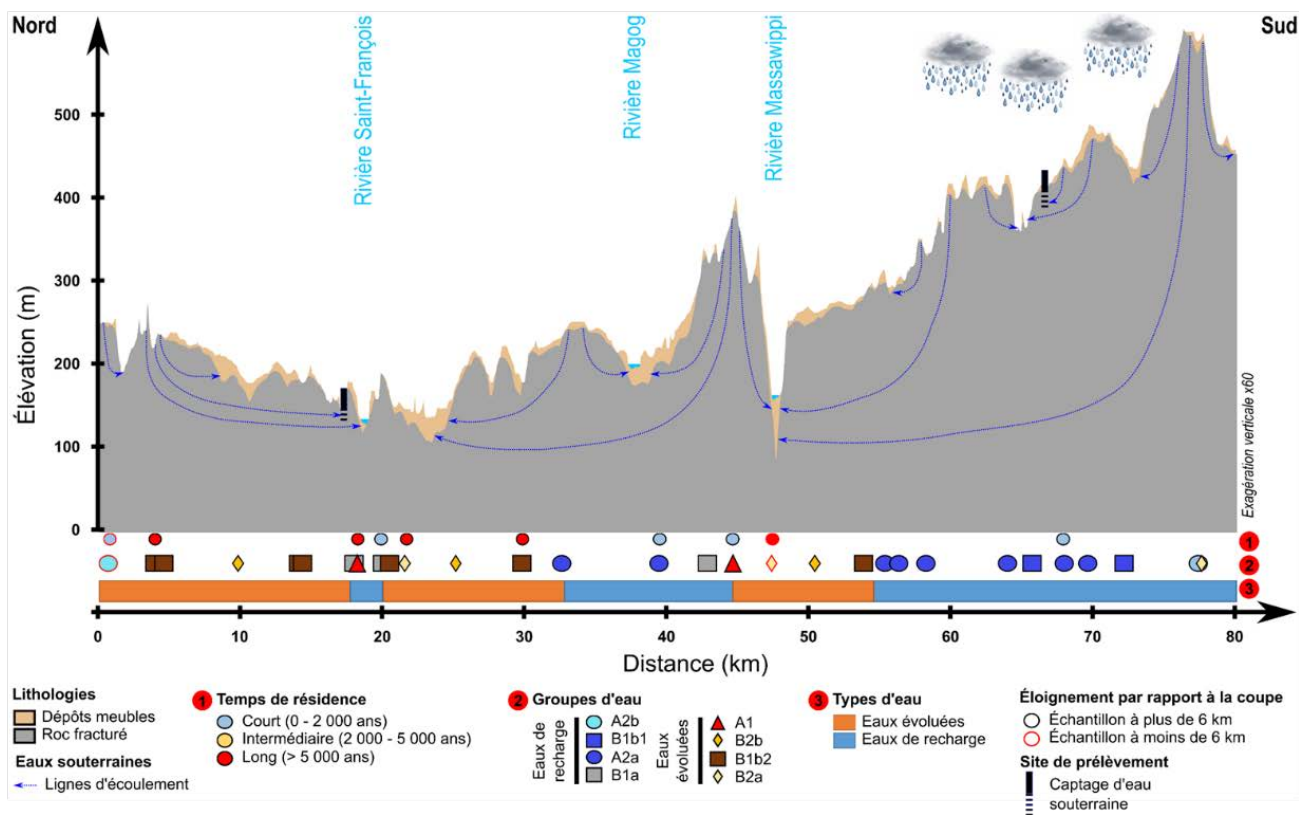 Nord
Sud
Rivière Saint-François
Rivière Magog
Rivière Massawippi
Élévation (m)
500
400
300
200
100
0
Exagération verticale x60
1
2
3
0 10 20 30 40 50 60 70 80
Distance (km)
Lithologies
Dépôts meubles
Roc fracturé
Eaux souterraines
Lignes d'écoulement
1 Temps de résidence
Court (0 - 2 000 ans)
Intermédiaire (2 000 - 5 000 ans)
Long (> 5 000 ans)
2 Groupes d'eau
Eaux de
recharge
A2b
B1b1
A2a
B1a
Eaux
évoluées
A1
B2b
B1b2
B2a
3 Types d'eau
Eaux évoluées
Eaux de recharge
Éloignement par rapport à la coupe
Échantillon à plus de 6 km
Échantillon à moins de 6 km
Site de prélèvement
Captage d'eau
souterraine